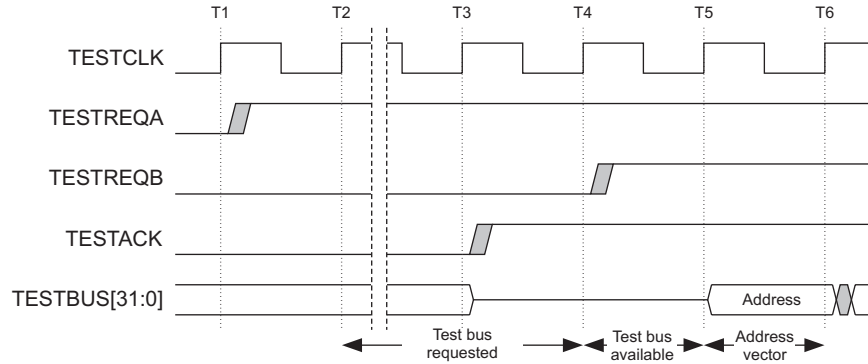 T1 T2 T3 T4 T5 T6
TESTCLK
TESTREQA
TESTREQB
TESTACK
TESTBUS[31:0]
Address
Test bus requested
Test bus available
Address vector